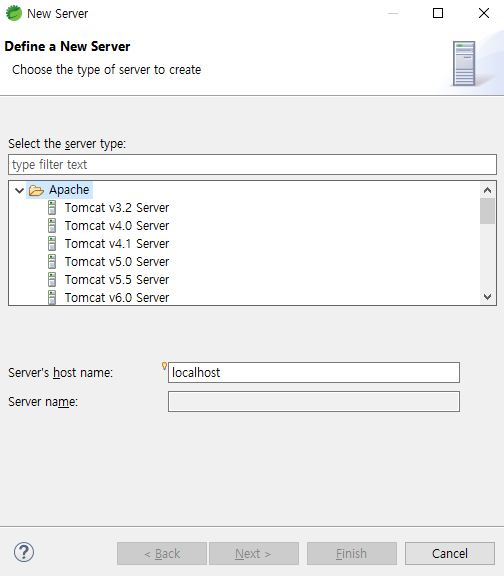 New Server
Define a New Server
Choose the type of server to create
Select the server type:
type filter text
Apache
Tomcat v3.2 Server
Tomcat v4.0 Server
Tomcat v4.1 Server
Tomcat v5.0 Server
Tomcat v5.5 Server
Tomcat v6.0 Server
Server's host name: localhost
Server name:
? < Back Next > Finish Cancel